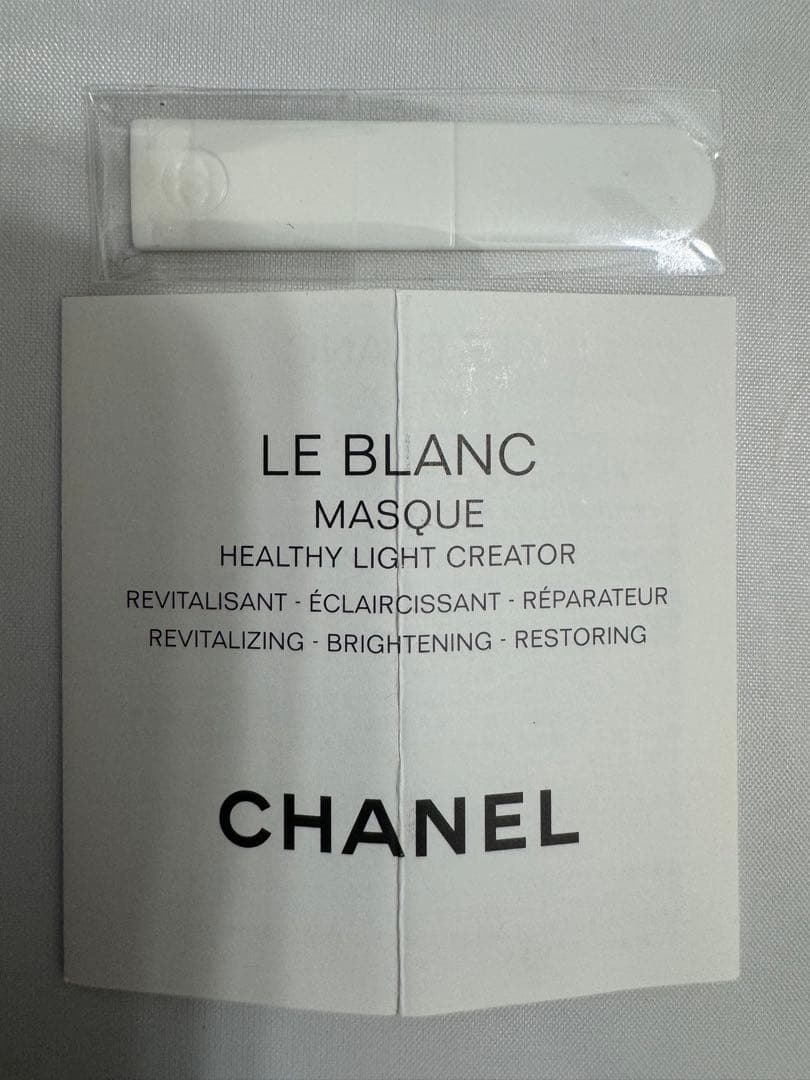 LE BLANC
MASQUE
HEALTHY LIGHT CREATOR
REVITALISANT - ÉCLAIRCISSANT - RÉPARATEUR
REVITALIZING - BRIGHTENING - RESTORING
CHANEL